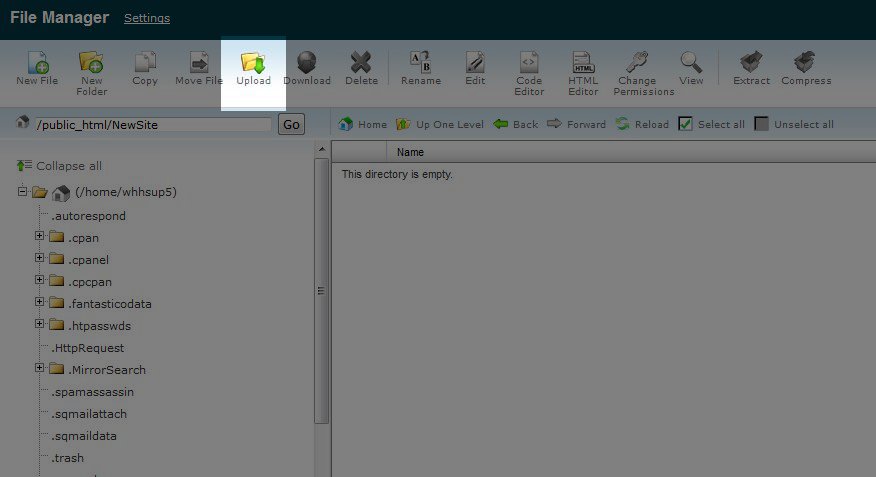 File Manager Settings
New File New Folder Copy Move File Upload Download Delete Rename Edit Code Editor HTML Editor Change Permissions View Extract Compress
/public_html/NewSite Go
Home Up One Level Back Forward Reload Select all Unselect all
Name
This directory is empty.
Collapse all
(/home/whhsup5)
.autorespond
.cpan
.cpanel
.cpcpan
.fantasticodata
.htpasswds
.HttpRequest
.MirrorSearch
.spamassassin
.sqmailattach
.sqmaildata
.trash